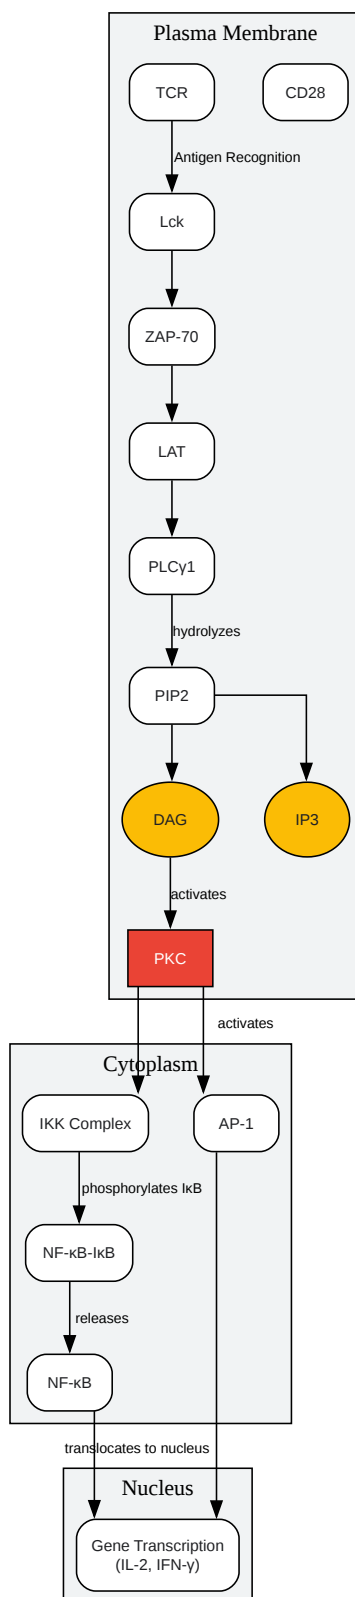 Plasma Membrane
TCR
CD28
Antigen Recognition
Lck
ZAP-70
LAT
PLCγ1
hydrolyzes
PIP2
DAG
IP3
activates
PKC
activates
Cytoplasm
IKK Complex
AP-1
phosphorylates IκB
NF-κB-IκB
releases
NF-κB
translocates to nucleus
Nucleus
Gene Transcription
(IL-2, IFN-γ)